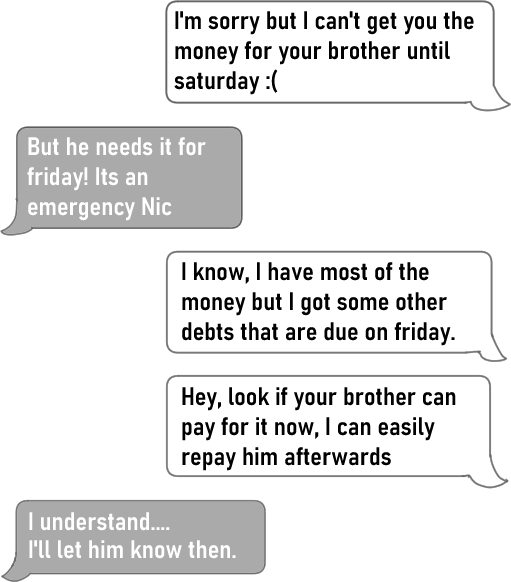 I'm sorry but I can't get you the
money for your brother until
saturday :(
But he needs it for
friday! Its an
emergency Nic
I know, I have most of the
money but I got some other
debts that are due on friday.
Hey, look if your brother can
pay for it now, I can easily
repay him afterwards
I understand....
I'll let him know then.